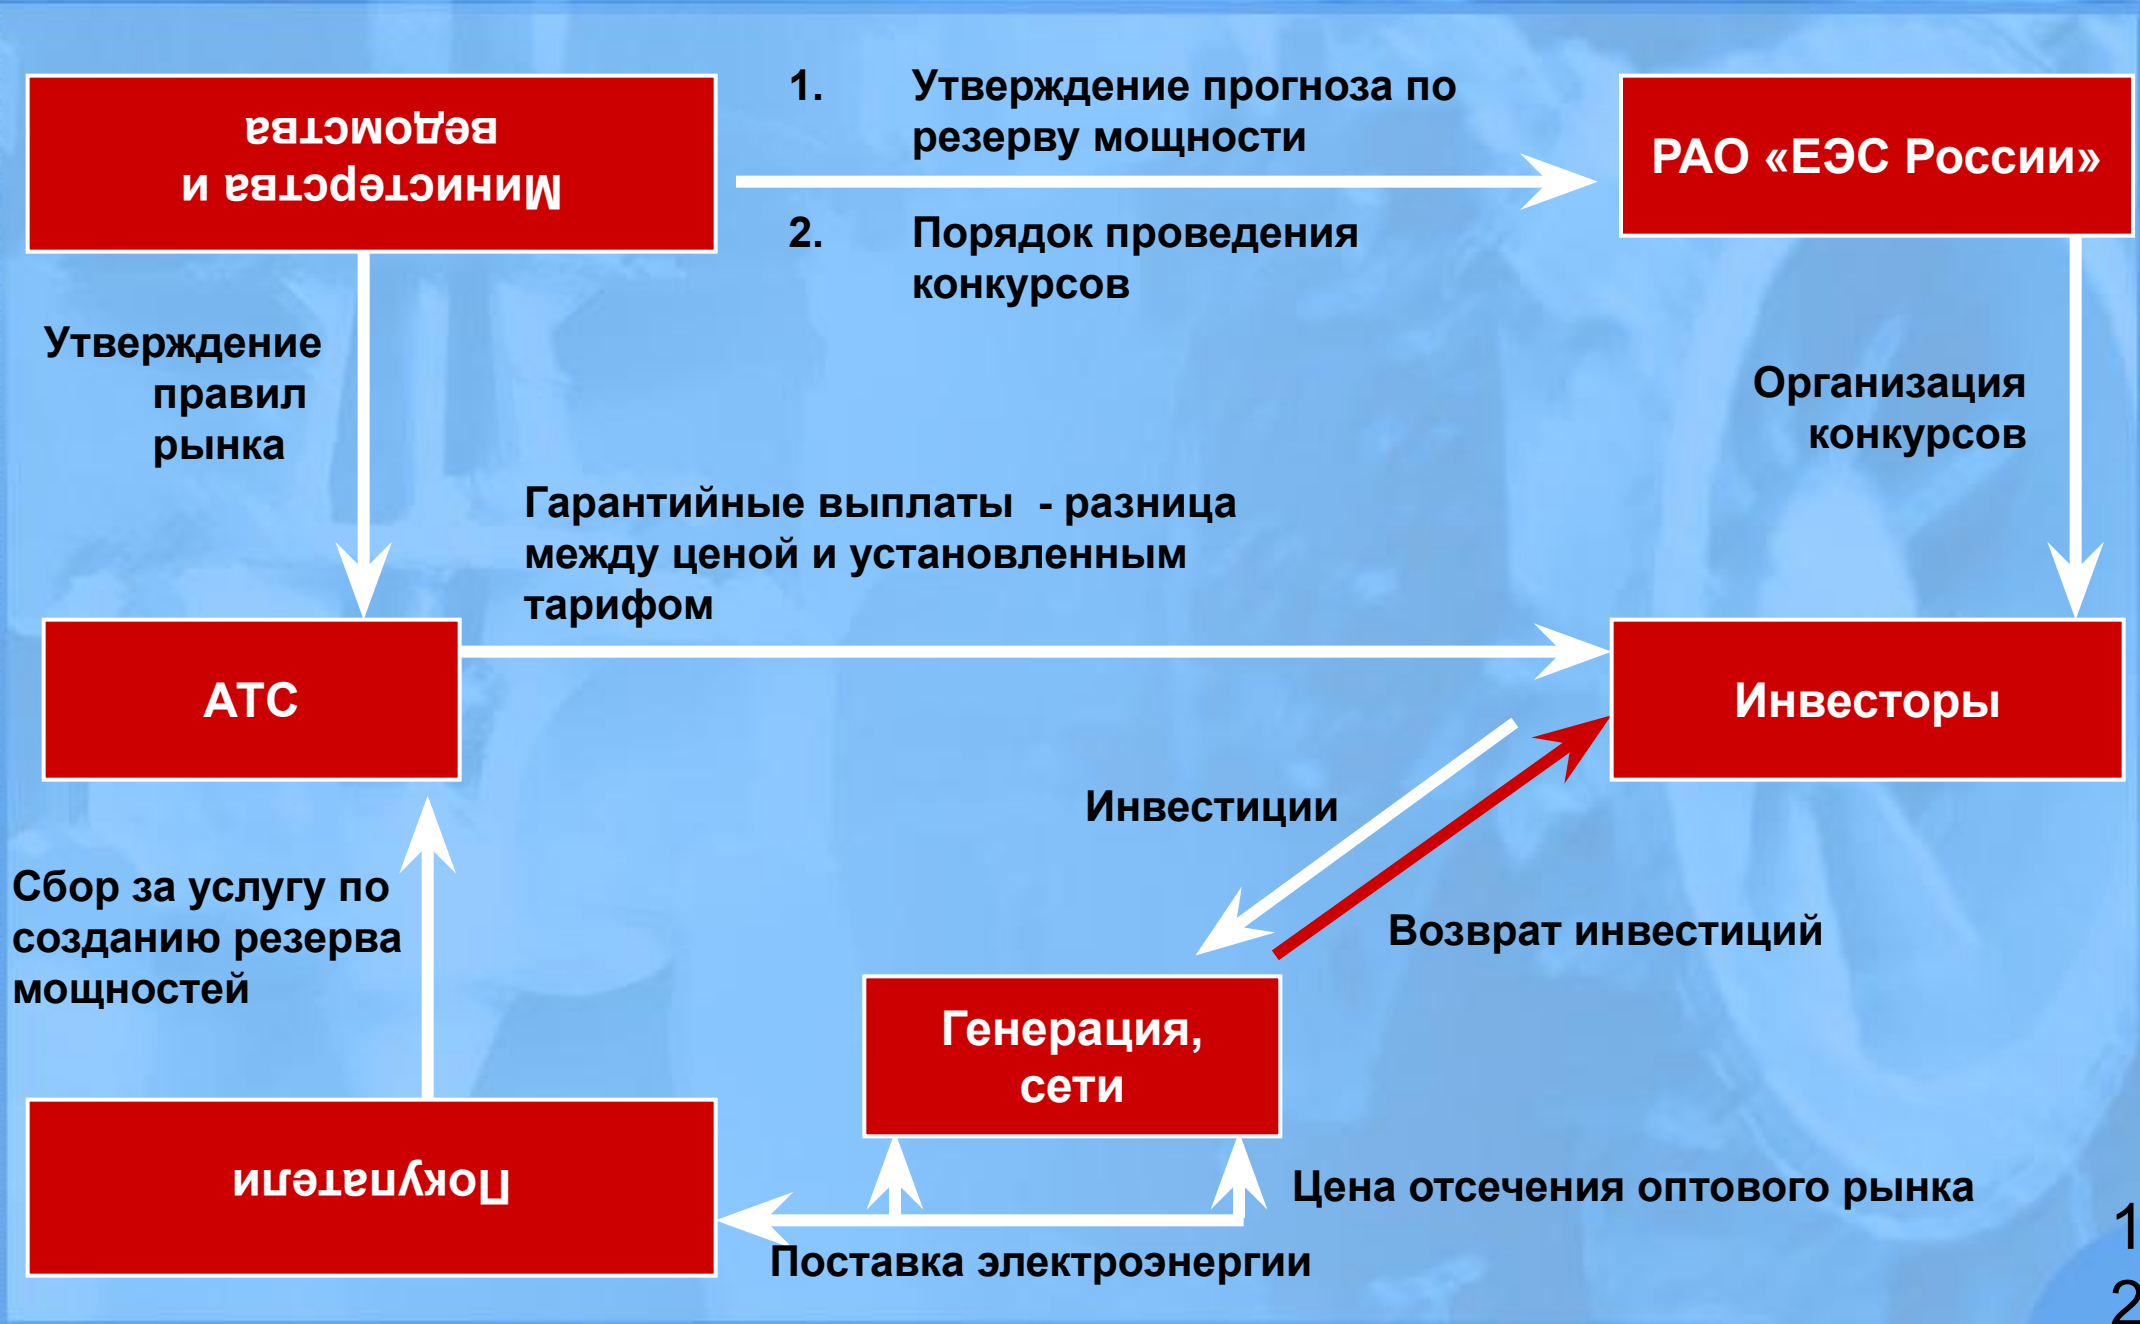 Министерства и
ведомства
1. Утверждение прогноза по
резерву мощности
2. Порядок проведения
конкурсов
РАО «ЕЭС России»
Утверждение
правил
рынка
Организация
конкурсов
Гарантийные выплаты - разница
между ценой и установленным
тарифом
АТС
Инвесторы
Инвестиции
Возврат инвестиций
Сбор за услугу по
созданию резерва
мощностей
Генерация,
сети
Покупатели
Цена отсечения оптового рынка
Поставка электроэнергии
1
2